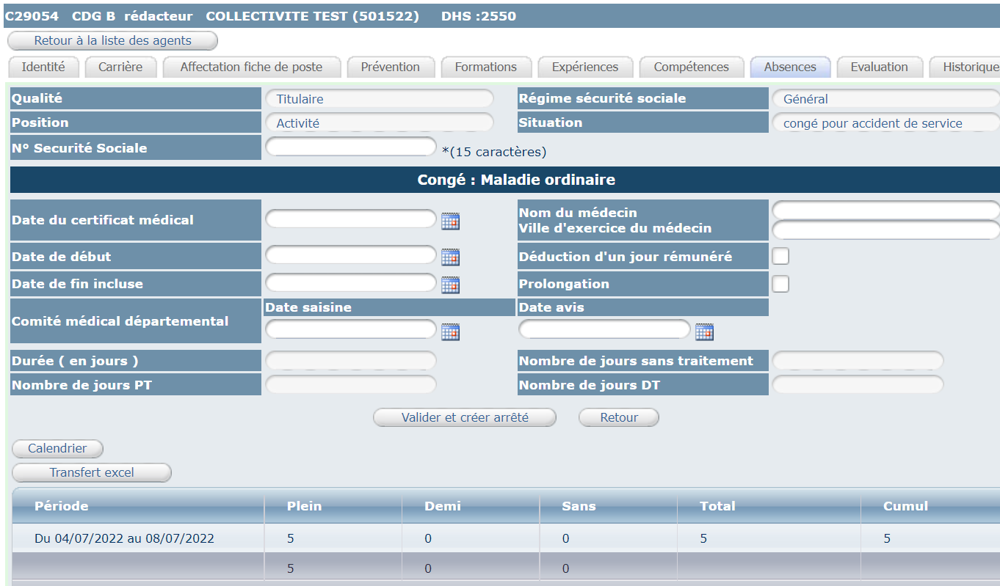 C29054 CDG B rédacteur COLLECTIVITE TEST (501522) DHS :2550
Retour à la liste des agents
Identité Carrière Affectation fiche de poste Prévention Formations Expériences Compétences Absences Evaluation Historique
Qualité Titulaire Régime sécurité sociale Général
Position Activité Situation congé pour accident de service
N° Securité Sociale *(15 caractères)
Congé : Maladie ordinaire
Date du certificat médical Nom du médecin
Ville d'exercice du médecin
Date de début Déduction d'un jour rémunéré
Date de fin incluse Prolongation
Comité médical départemental Date saisine Date avis
Durée ( en jours ) Nombre de jours sans traitement
Nombre de jours PT Nombre de jours DT
Valider et créer arrêté Retour
Calendrier
Transfert excel
Période Plein Demi Sans Total Cumul
Du 04/07/2022 au 08/07/2022 5 0 0 5 5
5 0 0